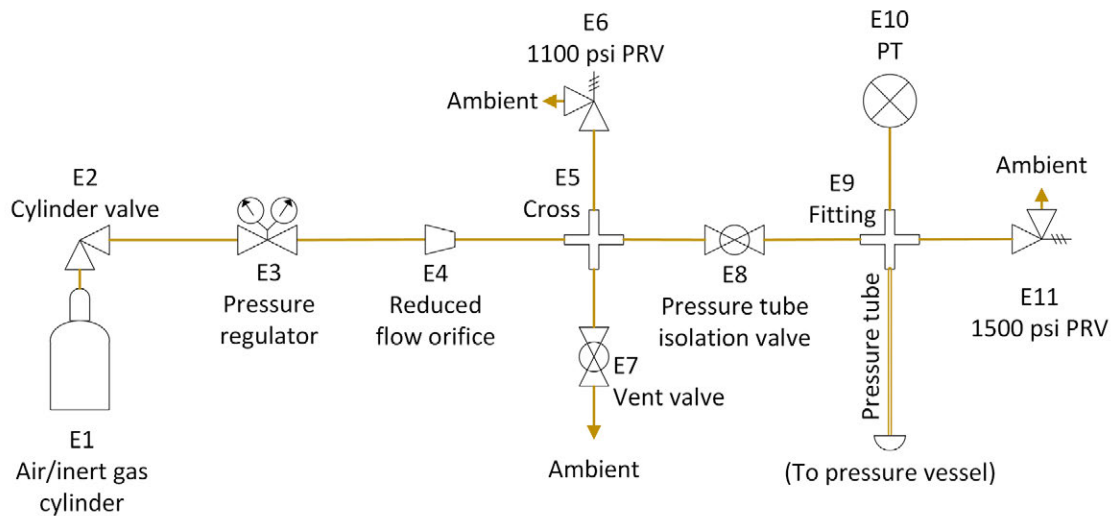 E1
Air/inert gas
cylinder
E2
Cylinder valve
E3
Pressure
regulator
E4
Reduced
flow orifice
E5
Cross
E6
1100 psi PRV
Ambient
E7
Vent valve
Ambient
E8
Pressure tube
isolation valve
E9
Fitting
E10
PT
Ambient
E11
1500 psi PRV
Pressure tube
(To pressure vessel)